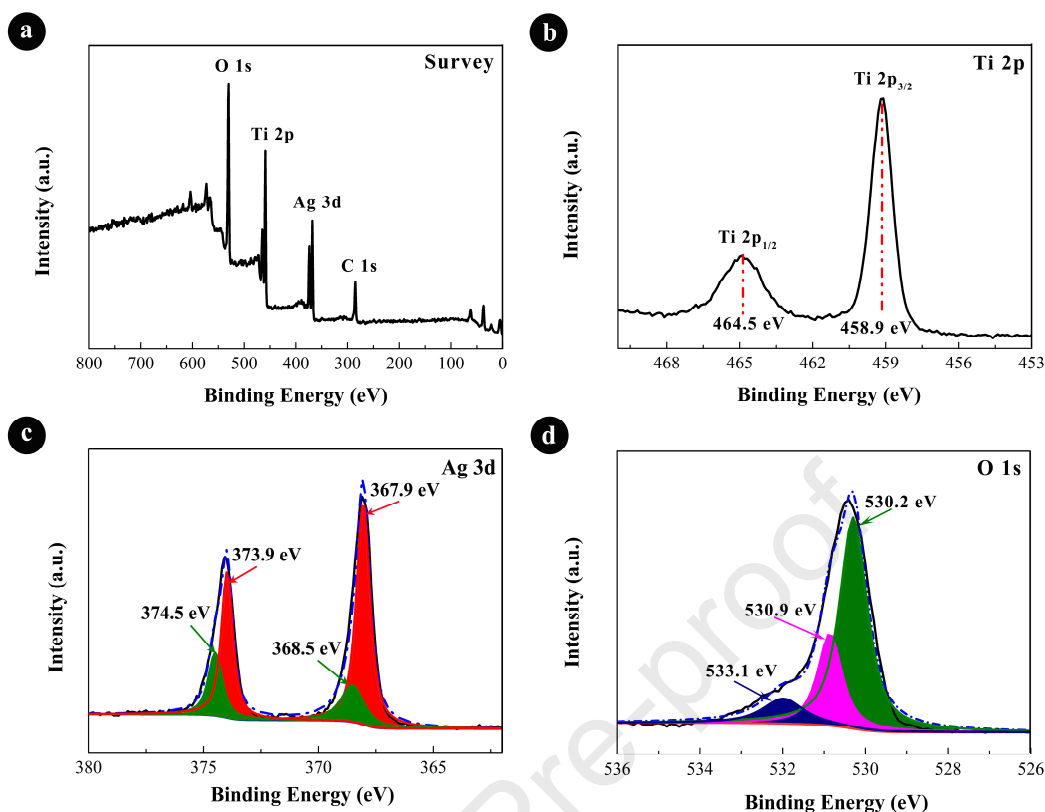 a
Survey
O 1s
Ti 2p
Ag 3d
C 1s
Intensity (a.u.)
800 700 600 500 400 300 200 100 0
Binding Energy (eV)
b
Ti 2p
Ti 2p3/2
Ti 2p1/2
464.5 eV
458.9 eV
Intensity (a.u.)
468 465 462 459 456 453
Binding Energy (eV)
c
Ag 3d
367.9 eV
373.9 eV
374.5 eV
368.5 eV
Intensity (a.u.)
380 375 370 365
Binding Energy (eV)
d
O 1s
530.2 eV
530.9 eV
533.1 eV
Intensity (a.u.)
536 534 532 530 528 526
Binding Energy (eV)
Pre-proof